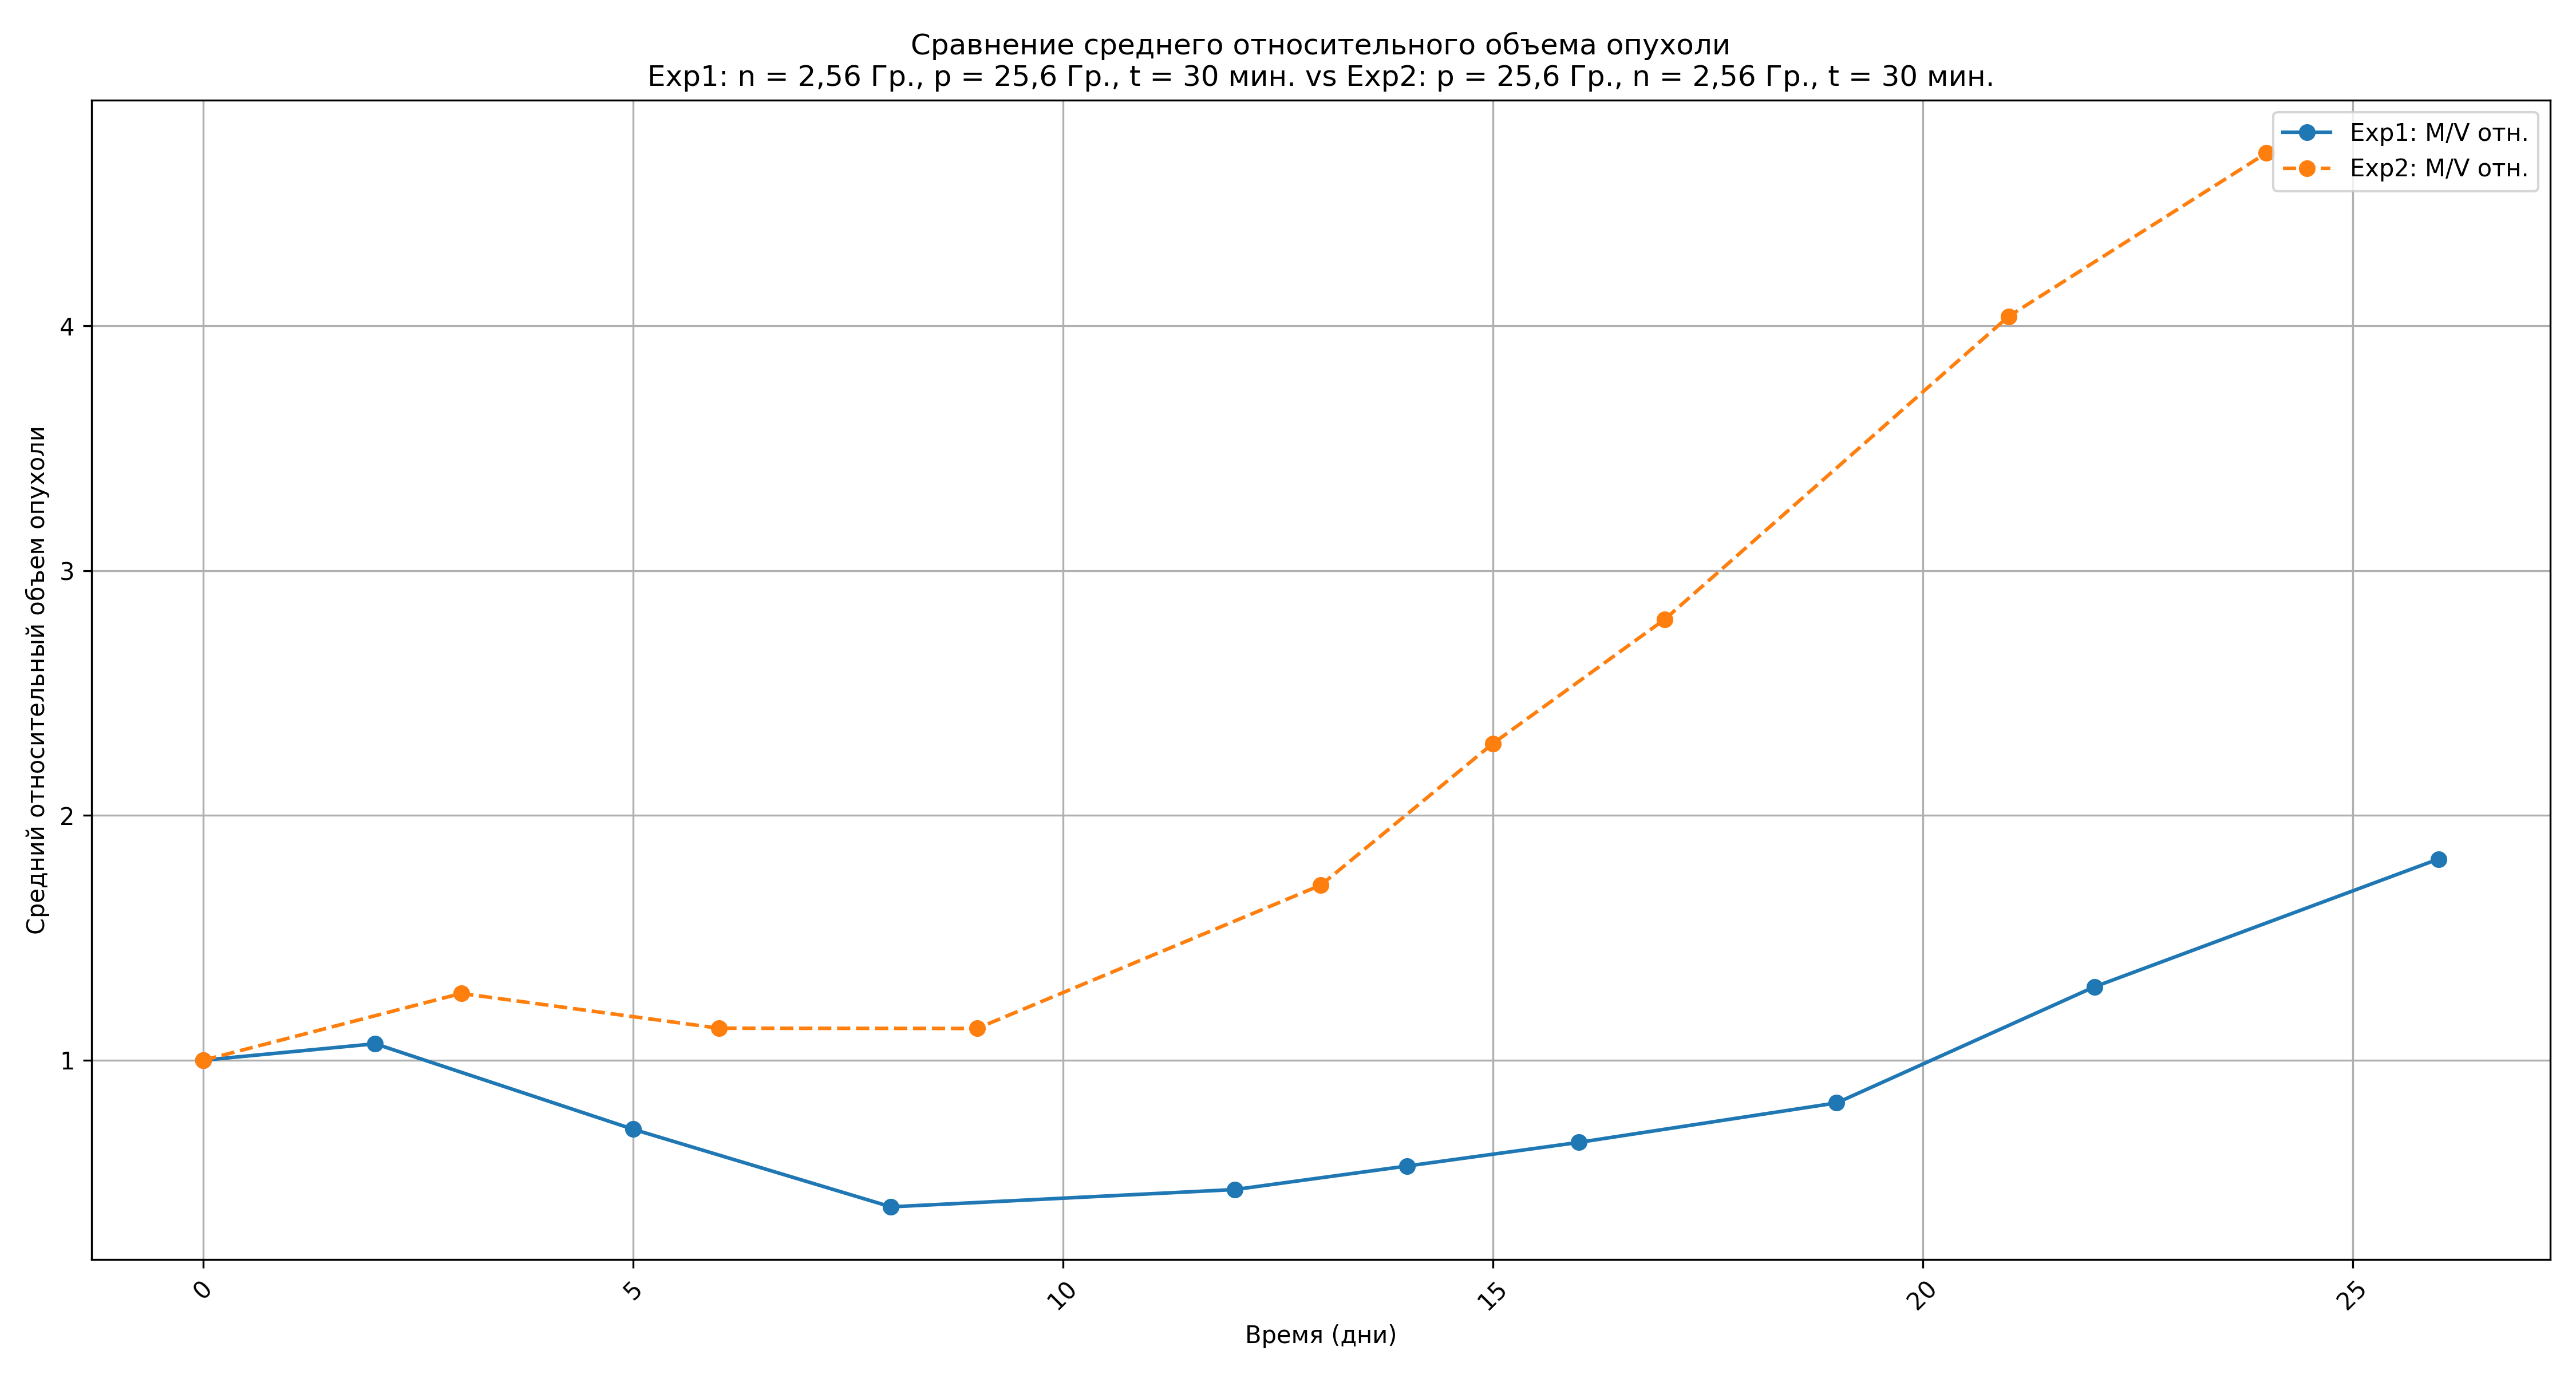 Сравнение среднего относительного объема опухоли
Exp1: n = 2,56 Гр., p = 25,6 Гр., t = 30 мин. vs Exp2: p = 25,6 Гр., n = 2,56 Гр., t = 30 мин.
Exp1: M/V отн.
Exp2: M/V отн.
Средний относительный объем опухоли
4
3
2
1
0
5
10
15
20
25
Время (дни)